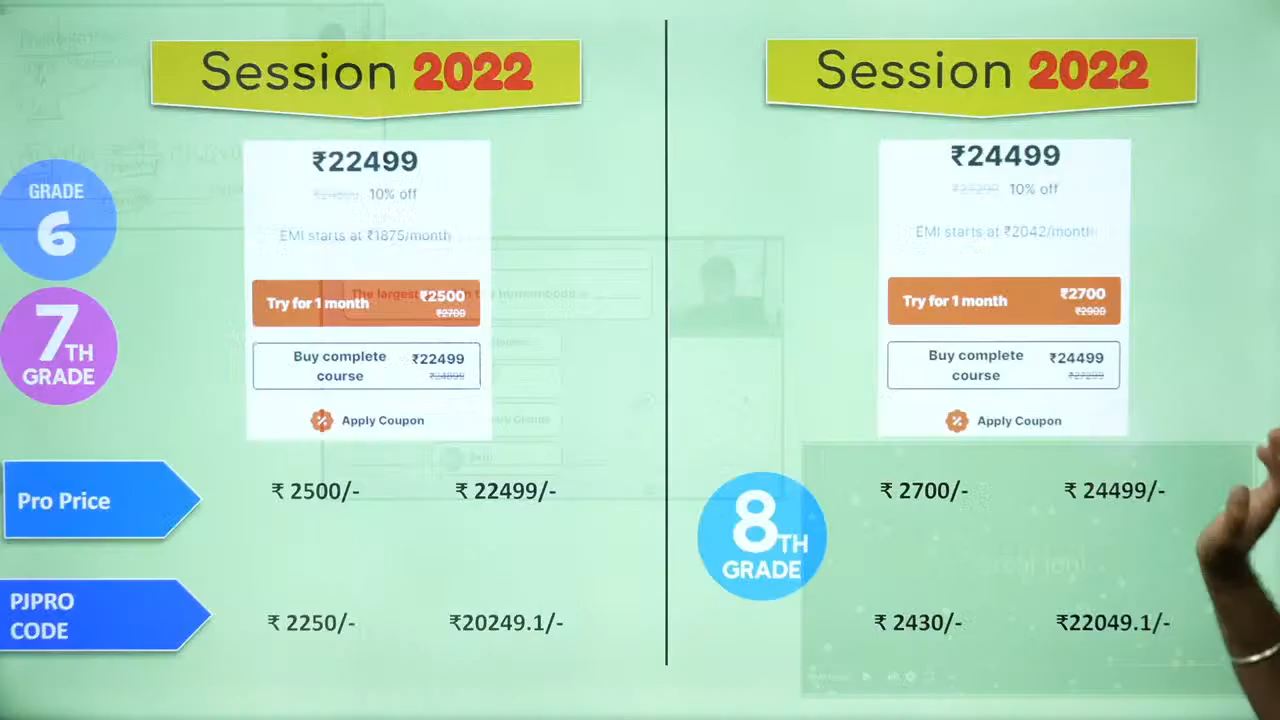 Session 2022
₹22499
10% off
EMI starts at ₹1875/month
Try for 1 month ₹2500
₹2700
Buy complete course ₹22499
Apply Coupon
GRADE
6
7TH
GRADE
Pro Price
₹ 2500/- ₹ 22499/-
PJPRO
CODE
₹ 2250/- ₹20249.1/-
Session 2022
₹24499
₹27299 10% off
EMI starts at ₹2042/month
Try for 1 month ₹2700
₹2900
Buy complete course ₹24499
₹27299
Apply Coupon
8TH
GRADE
₹ 2700/- ₹ 24499/-
₹ 2430/- ₹22049.1/-